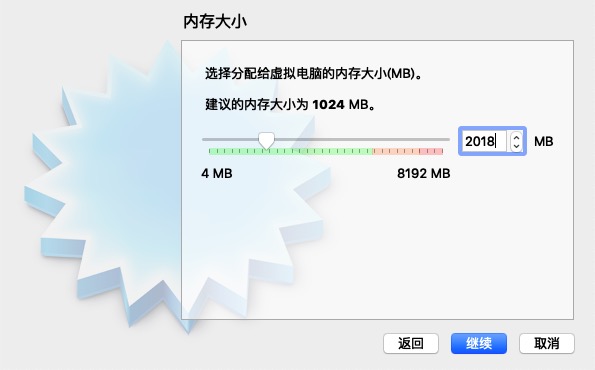 内存大小
选择分配给虚拟电脑的内存大小(MB)。
建议的内存大小为 1024 MB。
2018 MB
4 MB 8192 MB
返回 继续 取消